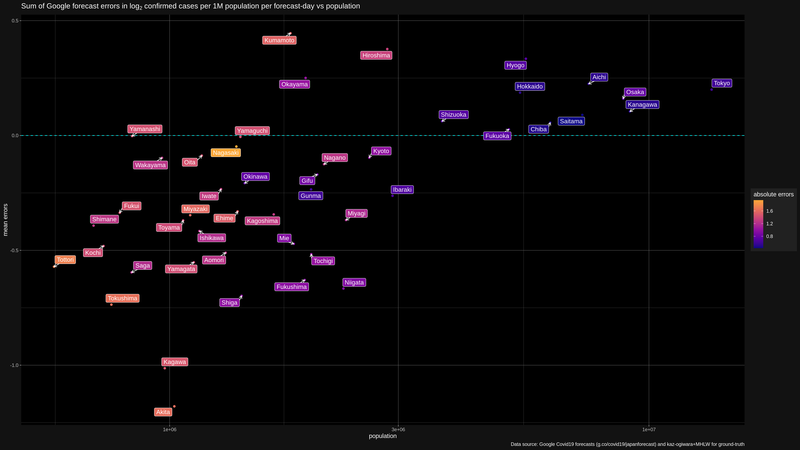 Sum of Google forecast errors in log₂ confirmed cases per 1M population per forecast-day vs population
0.5
Kumamoto
Hiroshima
Hyogo
Aichi
Okayama
Hokkaido
Tokyo
Osaka
Kanagawa
Shizuoka
Saitama
Yamanashi
Yamaguchi
Chiba
Fukuoka
0.0
Nagasaki
Kyoto
Wakayama
Oita
Nagano
Okinawa
Gifu
absolute errors
Iwate
Gunma
Ibaraki
1.6
Fukui
Miyazaki
1.2
Shimane
Ehime
Kagoshima
Miyagi
0.8
mean errors
Toyama
Ishikawa
Mie
Kochi
-0.5
Tottori
Saga
Yamagata
Aomori
Tochigi
Fukushima
Niigata
Tokushima
Shiga
Kagawa
-1.0
Akita
1e+06
3e+06
1e+07
population
Data source: Google Covid19 forecasts (g.co/covid19/japanforecast) and kaz-ogiwara+MHLW for ground-truth